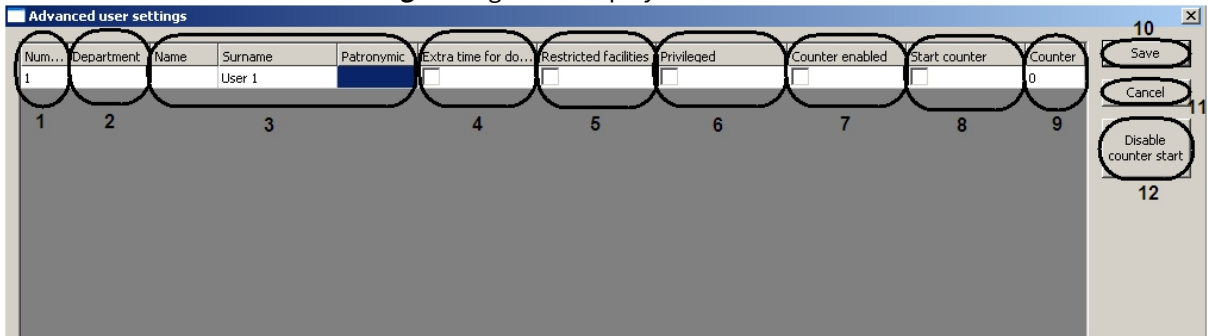 Advanced user settings
10
Num... Department Name Surname Patronymic Extra time for do... Restricted facilities Privileged Counter enabled Start counter Counter Save
1 User 1 0
Cancel
11
1 2 3 4 5 6 7 8 9
Disable
counter start
12